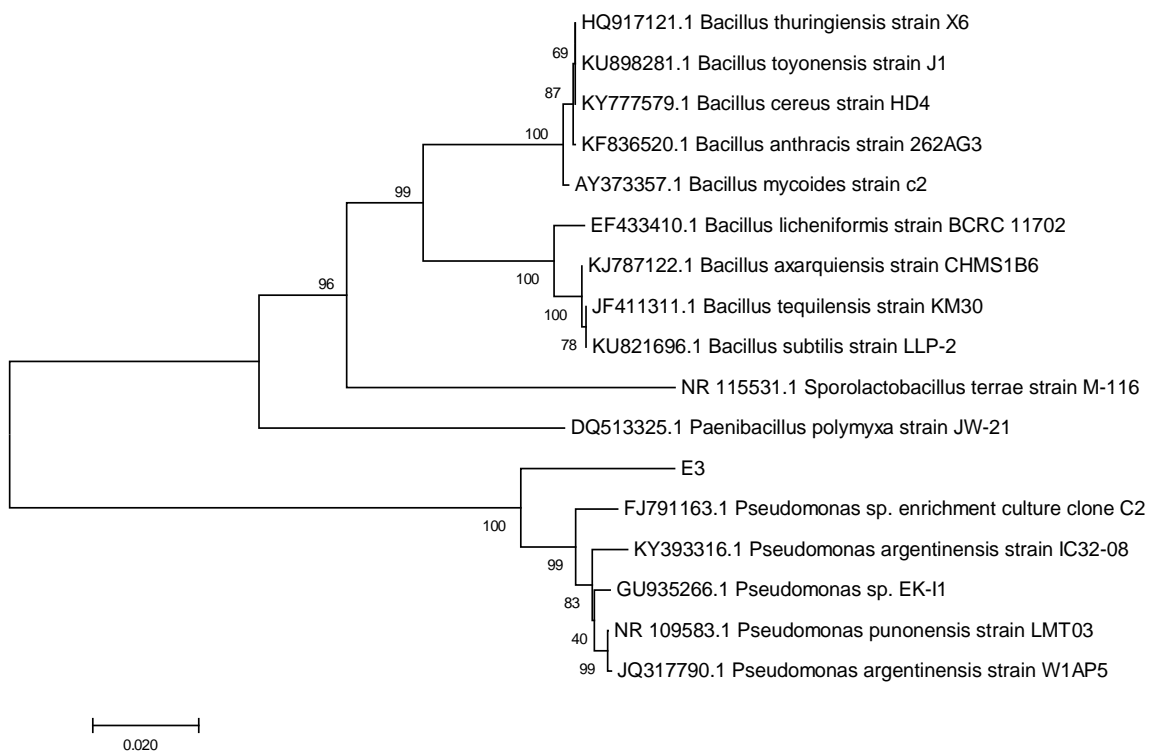 HQ917121.1 Bacillus thuringiensis strain X6
69
KU898281.1 Bacillus toyonensis strain J1
87
KY777579.1 Bacillus cereus strain HD4
100
KF836520.1 Bacillus anthracis strain 262AG3
AY373357.1 Bacillus mycoides strain c2
99
EF433410.1 Bacillus licheniformis strain BCRC 11702
KJ787122.1 Bacillus axarquiensis strain CHMS1B6
100
96
JF411311.1 Bacillus tequilensis strain KM30
100
78
KU821696.1 Bacillus subtilis strain LLP-2
NR 115531.1 Sporolactobacillus terrae strain M-116
DQ513325.1 Paenibacillus polymyxa strain JW-21
E3
FJ791163.1 Pseudomonas sp. enrichment culture clone C2
100
KY393316.1 Pseudomonas argentinensis strain IC32-08
99
GU935266.1 Pseudomonas sp. EK-I1
83
NR 109583.1 Pseudomonas punonensis strain LMT03
40
99
JQ317790.1 Pseudomonas argentinensis strain W1AP5
0.020